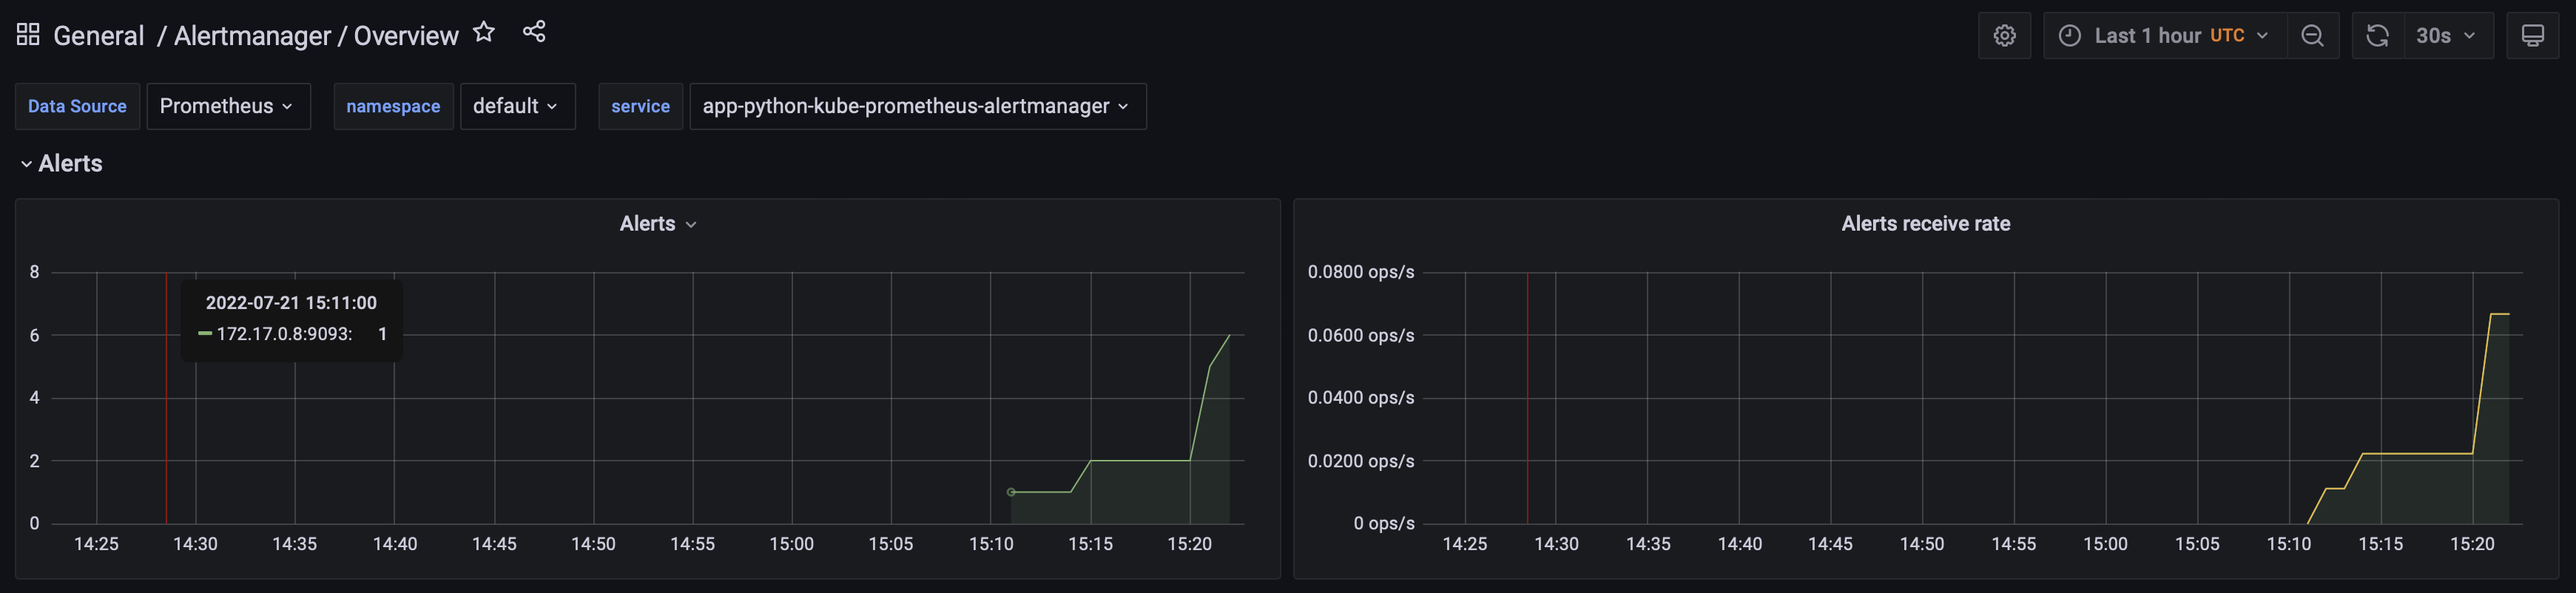 General / Alertmanager / Overview
Last 1 hour UTC
30s
Data Source Prometheus namespace default service app-python-kube-prometheus-alertmanager
Alerts
Alerts
8
6
4
2
0
2022-07-21 15:11:00
172.17.0.8:9093: 1
14:25 14:30 14:35 14:40 14:45 14:50 14:55 15:00 15:05 15:10 15:15 15:20
Alerts receive rate
0.0800 ops/s
0.0600 ops/s
0.0400 ops/s
0.0200 ops/s
0 ops/s
14:25 14:30 14:35 14:40 14:45 14:50 14:55 15:00 15:05 15:10 15:15 15:20